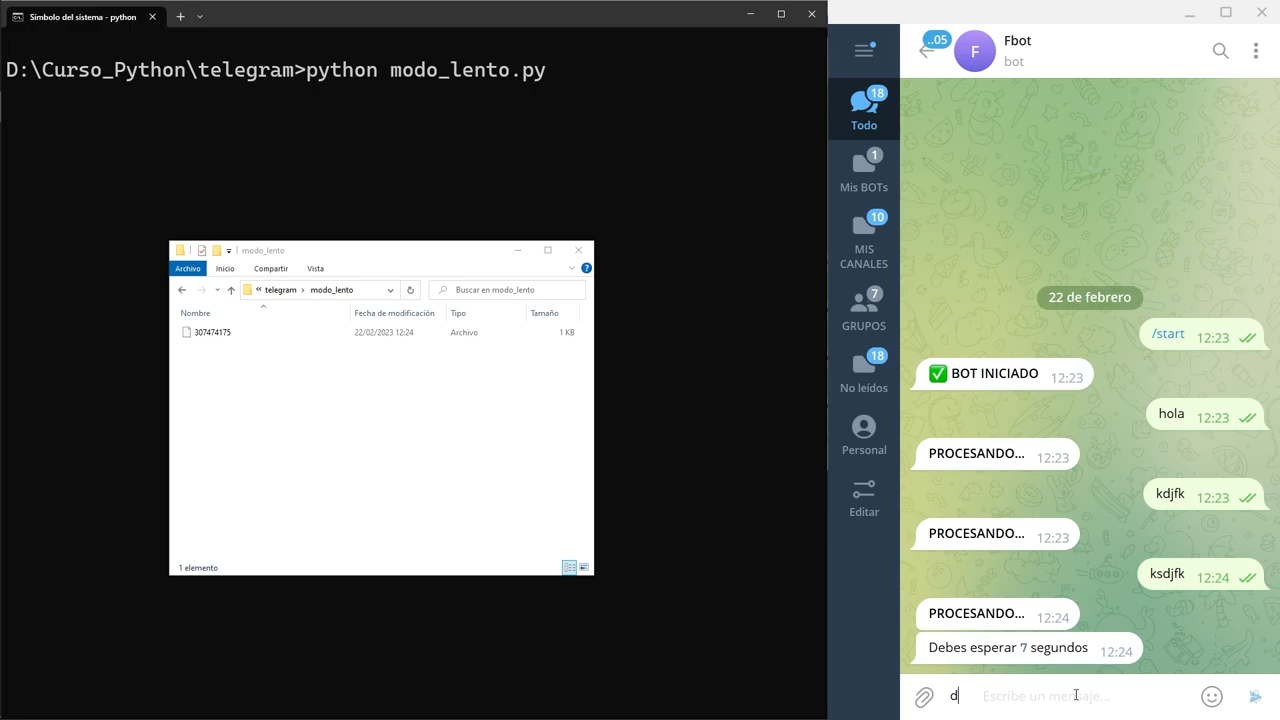 Símbolo del sistema - python
D:\Curso_Python\telegram>python modo_lento.py
modo_lento
Archivo
Inicio
Compartir
Vista
« telegram › modo_lento
Buscar en modo_lento
Nombre
Fecha de modificación
Tipo
Tamaño
307474175
22/02/2023 12:24
Archivo
1 KB
1 elemento
18
Todo
1
Mis BOTs
10
MIS
CANALES
7
GRUPOS
18
No leídos
Personal
Editar
..05
F
Fbot
bot
22 de febrero
/start 12:23
✅ BOT INICIADO 12:23
hola 12:23
PROCESANDO... 12:23
kdjfk 12:23
PROCESANDO... 12:23
ksdjfk 12:24
PROCESANDO... 12:24
Debes esperar 7 segundos 12:24
d
Escribe un mensaje...